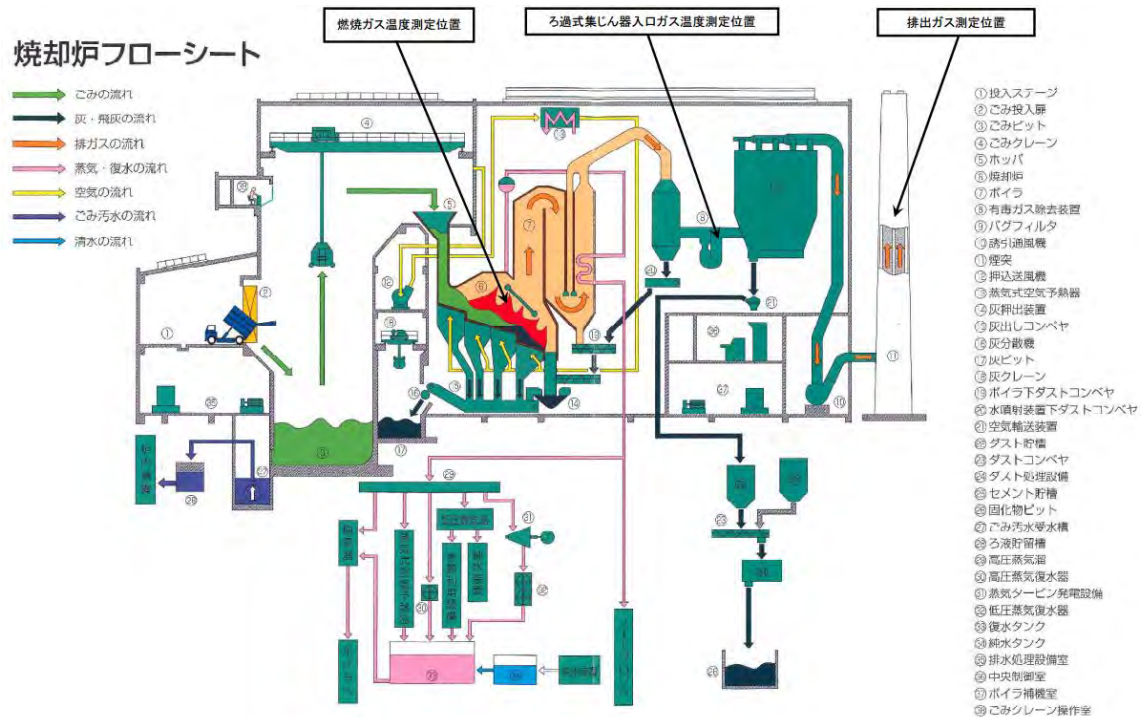 燃焼ガス温度測定位置
ろ過式集じん器入口ガス温度測定位置
排出ガス測定位置
焼却炉フローシート
ごみの流れ
灰・飛灰の流れ
排ガスの流れ
蒸気・復水の流れ
空気の流れ
ごみ汚水の流れ
清水の流れ
①投入ステージ
②ごみ投入扉
③ごみピット
④ごみクレーン
⑤ホッパ
⑥焼却炉
⑦ボイラ
⑧有毒ガス除去装置
⑨バグフィルタ
⑩誘引通風機
⑪煙突
⑫押込送風機
⑬蒸気式空気予熱器
⑭灰押出装置
⑮灰出しコンベヤ
⑯灰分散機
⑰灰ピット
⑱灰クレーン
⑲ボイラ下ダストコンベヤ
⑳水噴射装置下ダストコンベヤ
㉑空気輸送装置
㉒ダスト貯槽
㉓ダストコンベヤ
㉔ダスト処理設備
㉕セメント貯槽
㉖固化物ピット
㉗ごみ汚水受水槽
㉘ろ液貯留槽
㉙高圧蒸気溜
㉚高圧蒸気復水器
㉛蒸気タービン発電設備
㉜低圧蒸気復水器
㉝復水タンク
㉞純水タンク
㉟排水処理設備室
㊱中央制御室
㊲ボイラ補機室
㊳ごみクレーン操作室